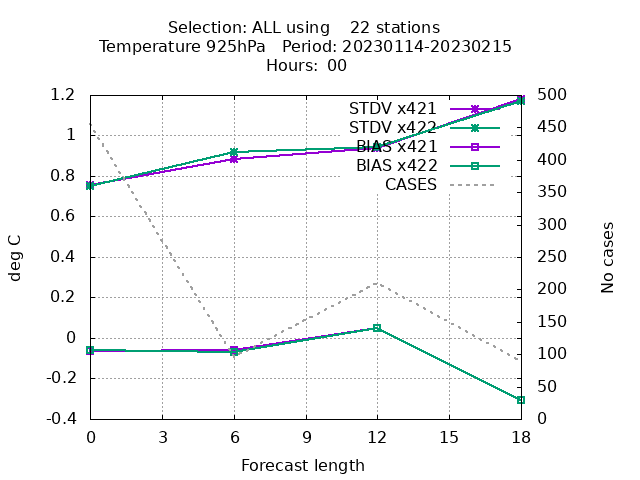 Selection: ALL using    22 stations
Temperature 925hPa   Period: 20230114-20230215
Hours: 00
1.2
1
0.8
0.6
0.4
0.2
0
-0.2
-0.4
deg C
STDV x421
STDV x422
BIAS x421
BIAS x422
CASES
500
450
400
350
300
250
200
150
100
50
0
No cases
0 3 6 9 12 15 18
Forecast length